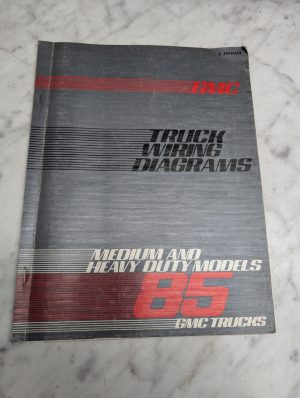 GMC
TRUCK
WIRING
DIAGRAMS
MEDIUM AND
HEAVY DUTY MODELS
85
GMC TRUCKS